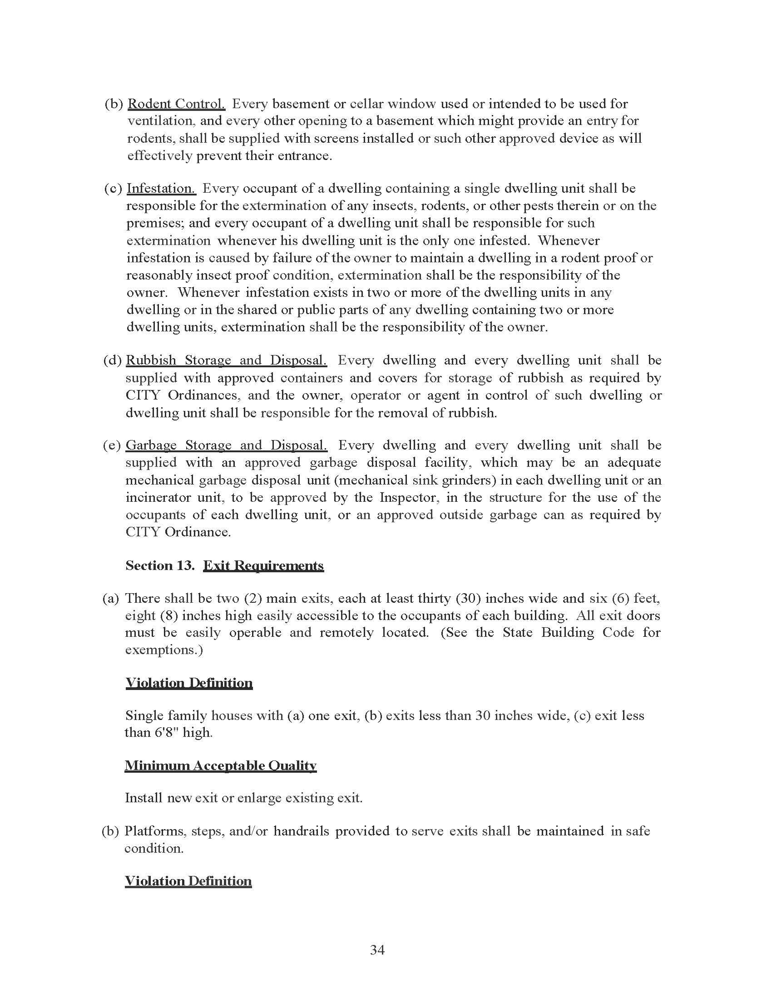 (b) Rodent Control. Every basement or cellar window used or intended to be used for
ventilation, and every other opening to a basement which might provide an entry for
rodents, shall be supplied with screens installed or such other approved device as will
effectively prevent their entrance.
(c) Infestation. Every occupant of a dwelling containing a single dwelling unit shall be
responsible for the extermination of any insects, rodents, or other pests therein or on the
premises; and every occupant of a dwelling unit shall be responsible for such
extermination whenever his dwelling unit is the only one infested. Whenever
infestation is caused by failure of the owner to maintain a dwelling in a rodent proof or
reasonably insect proof condition, extermination shall be the responsibility of the
owner. Whenever infestation exists in two or more of the dwelling units in any
dwelling or in the shared or public parts of any dwelling containing two or more
dwelling units, extermination shall be the responsibility of the owner.
(d) Rubbish Storage and Disposal. Every dwelling and every dwelling unit shall be
supplied with approved containers and covers for storage of rubbish as required by
CITY Ordinances, and the owner, operator or agent in control of such dwelling or
dwelling unit shall be responsible for the removal of rubbish.
(e) Garbage Storage and Disposal. Every dwelling and every dwelling unit shall be
supplied with an approved garbage disposal facility, which may be an adequate
mechanical garbage disposal unit (mechanical sink grinders) in each dwelling unit or an
incinerator unit, to be approved by the Inspector, in the structure for the use of the
occupants of each dwelling unit, or an approved outside garbage can as required by
CITY Ordinance.
Section 13. Exit Requirements
(a) There shall be two (2) main exits, each at least thirty (30) inches wide and six (6) feet,
eight (8) inches high easily accessible to the occupants of each building. All exit doors
must be easily operable and remotely located. (See the State Building Code for
exemptions.)
Violation Definition
Single family houses with (a) one exit, (b) exits less than 30 inches wide, (c) exit less
than 6'8" high.
Minimum Acceptable Quality
Install new exit or enlarge existing exit.
(b) Platforms, steps, and/or handrails provided to serve exits shall be maintained in safe
condition.
Violation Definition
34